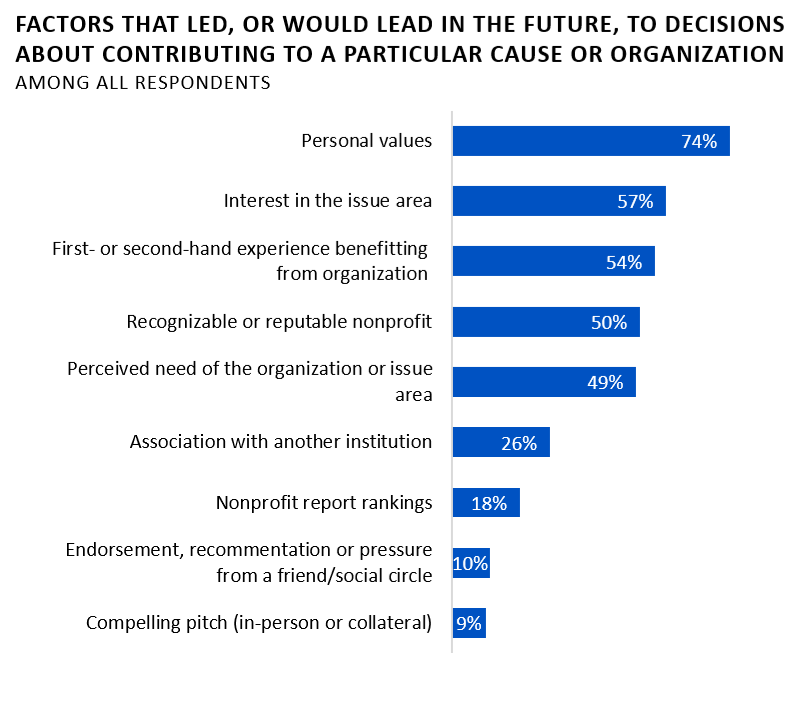 FACTORS THAT LED, OR WOULD LEAD IN THE FUTURE, TO DECISIONS
ABOUT CONTRIBUTING TO A PARTICULAR CAUSE OR ORGANIZATION
AMONG ALL RESPONDENTS
Personal values 74%
Interest in the issue area 57%
First- or second-hand experience benefitting
from organization 54%
Recognizable or reputable nonprofit 50%
Perceived need of the organization or issue
area 49%
Association with another institution 26%
Nonprofit report rankings 18%
Endorsement, recommentation or pressure
from a friend/social circle 10%
Compelling pitch (in-person or collateral) 9%